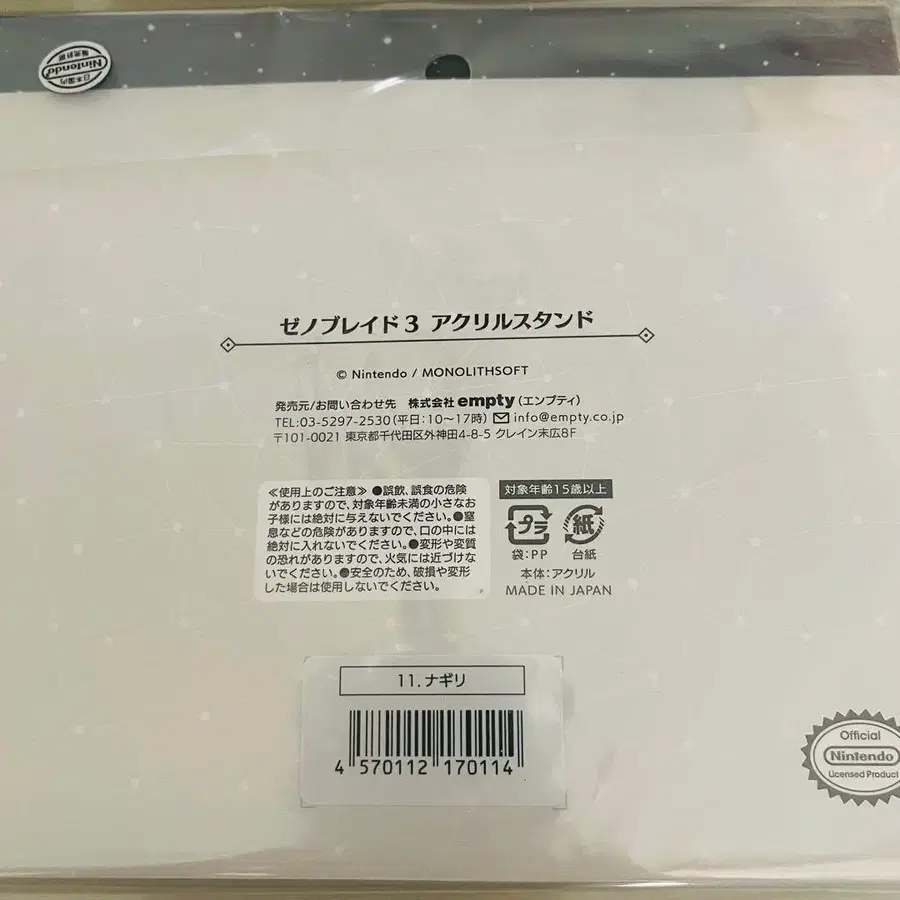 日本国内
Nintendo
販売許諾
ゼノブレイド3 アクリルスタンド
© Nintendo / MONOLITHSOFT
発売元/お問い合わせ先 株式会社empty(エンプティ)
TEL:03-5297-2530(平日:10~17時) info@empty.co.jp
〒101-0021 東京都千代田区外神田4-8-5 クレイン末広8F
≪使用上のご注意≫ ●誤飲、誤食の危険
がありますので、対象年齢未満の小さなお
子様には絶対に与えないでください。●窒
息などの危険がありますので、口の中には
絶対に入れないでください。●変形や変質
の恐れがありますので、火気には近づけな
いでください。●安全のため、破損や変形
した場合は使用しないでください。
対象年齢15歳以上
プラ 紙
袋:PP 台紙
本体:アクリル
MADE IN JAPAN
11.ナギリ
4 570112 170114
Official
Nintendo
Licensed Product